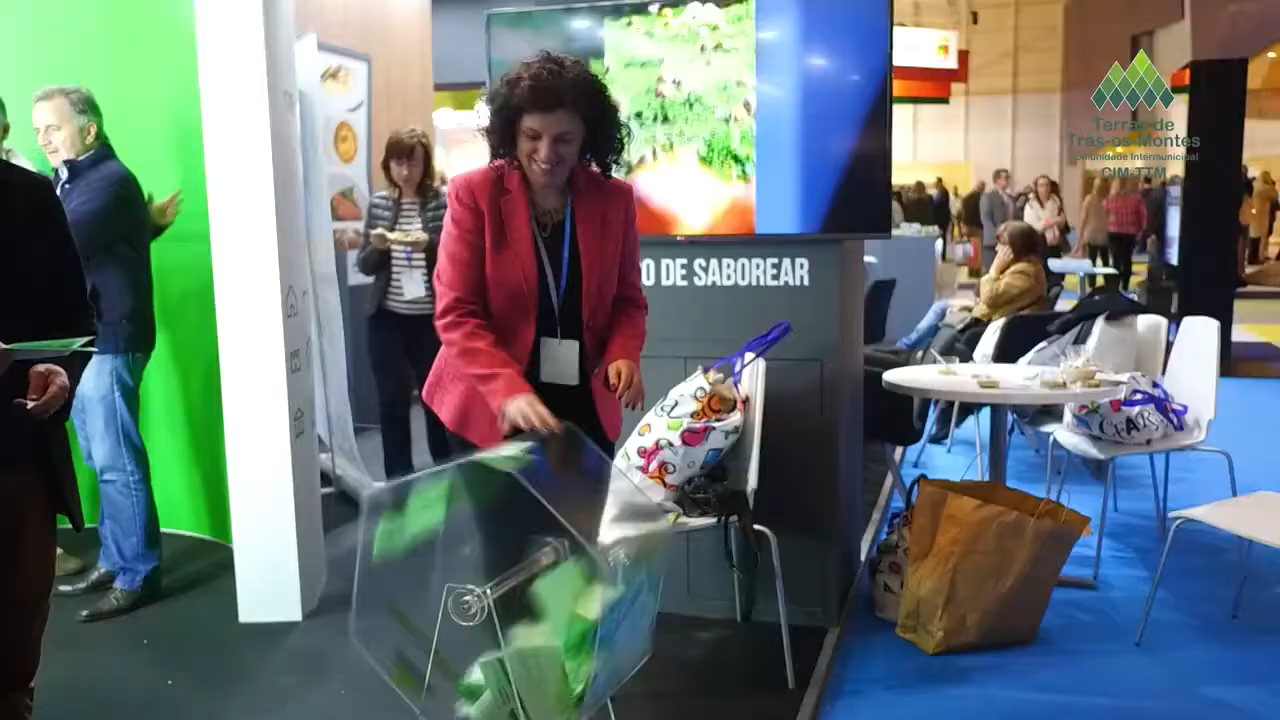 Terras de
Trás-os-Montes
Comunidade Intermunicipal
CIM-TTM
O DE SABOREAR